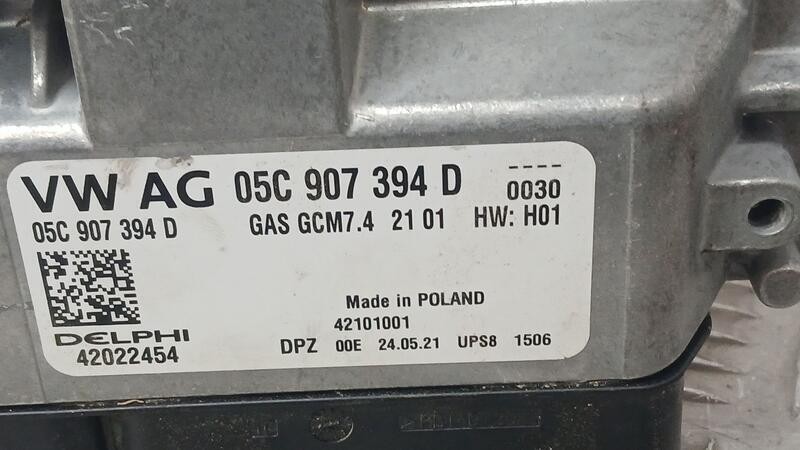 VW AG 05C 907 394 D
----
0030
05C 907 394 D GAS GCM7.4 21 01 HW: H01
Made in POLAND
42101001
DELPHI
42022454
DPZ 00E 24.05.21 UPS8 1506